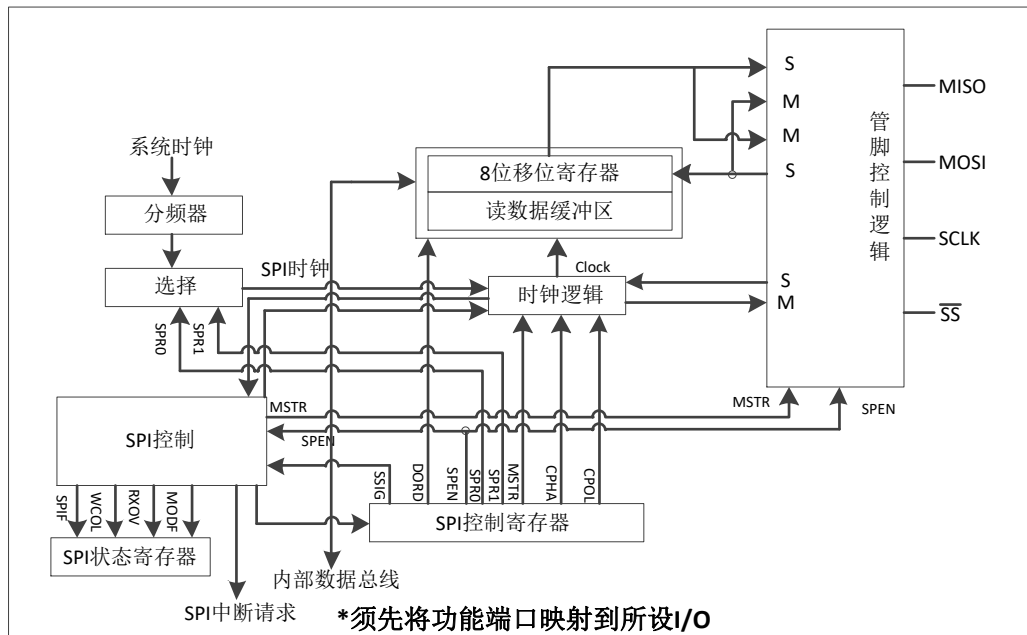 S
MISO
M
管脚控制逻辑
系统时钟
M
MOSI
8位移位寄存器
S
分频器
读数据缓冲区
SCLK
SPI时钟
Clock
选择
时钟逻辑
S
M
SS
SPR0
SPR1
MSTR
MSTR
SPEN
SPI控制
SPEN
SSIG
DORD
SPEN
SPR0
SPR1
MSTR
CPHA
CPOL
SPIF
WCOL
RXOV
MODF
SPI控制寄存器
SPI状态寄存器
内部数据总线
SPI中断请求
*须先将功能端口映射到所设I/O